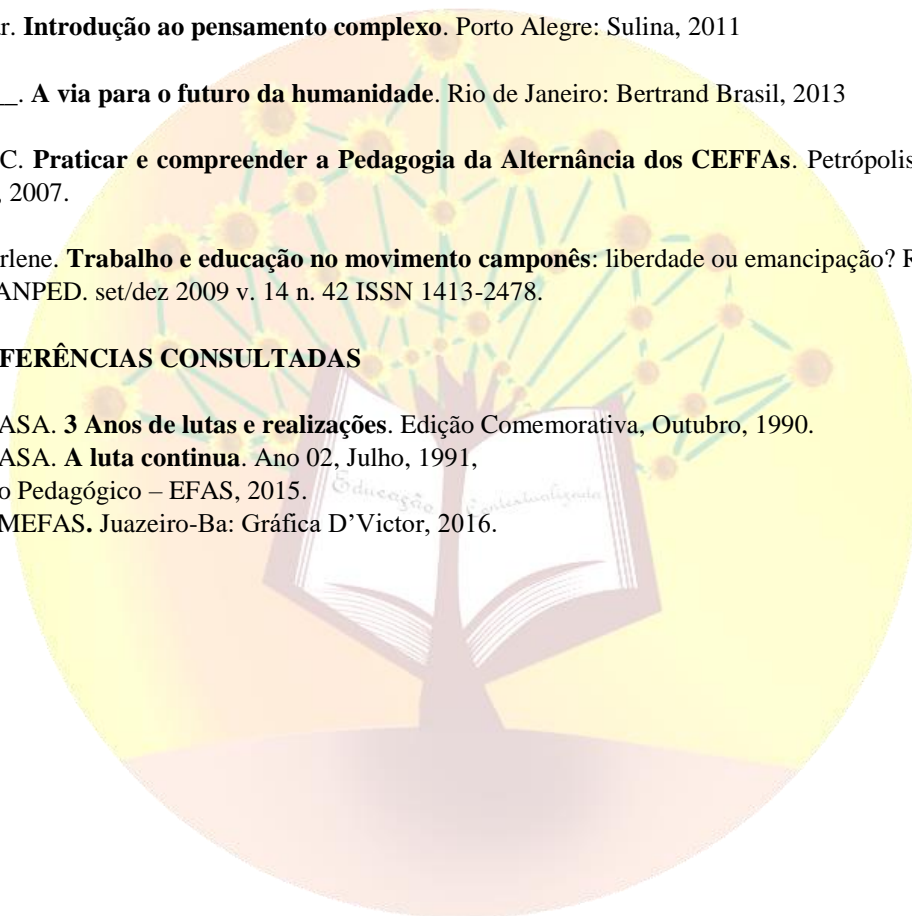 r. Introdução ao pensamento complexo. Porto Alegre: Sulina, 2011
__. A via para o futuro da humanidade. Rio de Janeiro: Bertrand Brasil, 2013
C. Praticar e compreender a Pedagogia da Alternância dos CEFFAs. Petrópolis
, 2007.
rlene. Trabalho e educação no movimento camponês: liberdade ou emancipação? R
ANPED. set/dez 2009 v. 14 n. 42 ISSN 1413-2478.
FERÊNCIAS CONSULTADAS
ASA. 3 Anos de lutas e realizações. Edição Comemorativa, Outubro, 1990.
ASA. A luta continua. Ano 02, Julho, 1991,
o Pedagógico – EFAS, 2015.
MEFAS. Juazeiro-Ba: Gráfica D’Victor, 2016.
Educação Contextualizada